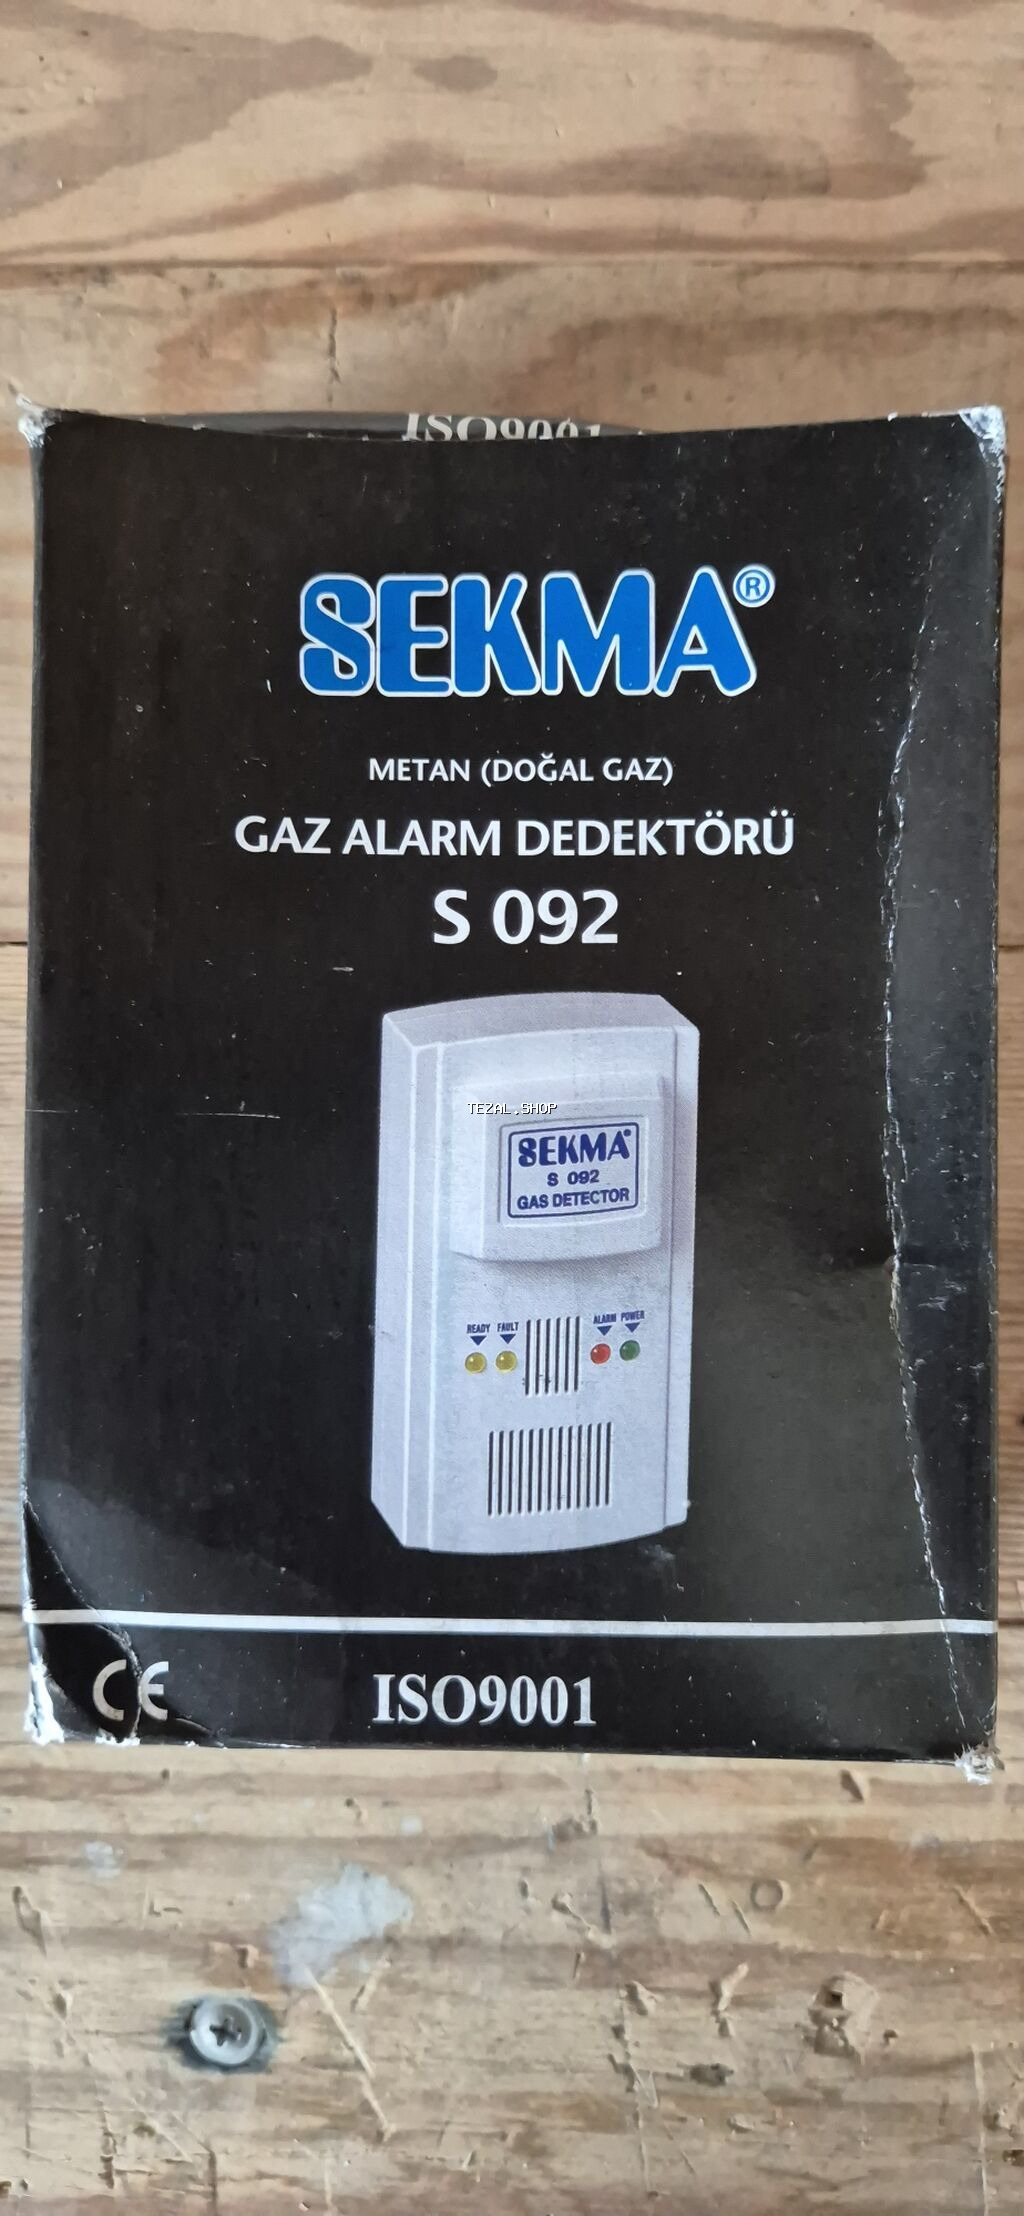 ISO9001
SEKMA®
METAN (DOĞAL GAZ)
GAZ ALARM DEDEKTÖRÜ
S 092
TEZAL.SHOP
SEKMA®
S 092
GAS DETECTOR
READY FAULT ALARM POWER
CE ISO9001